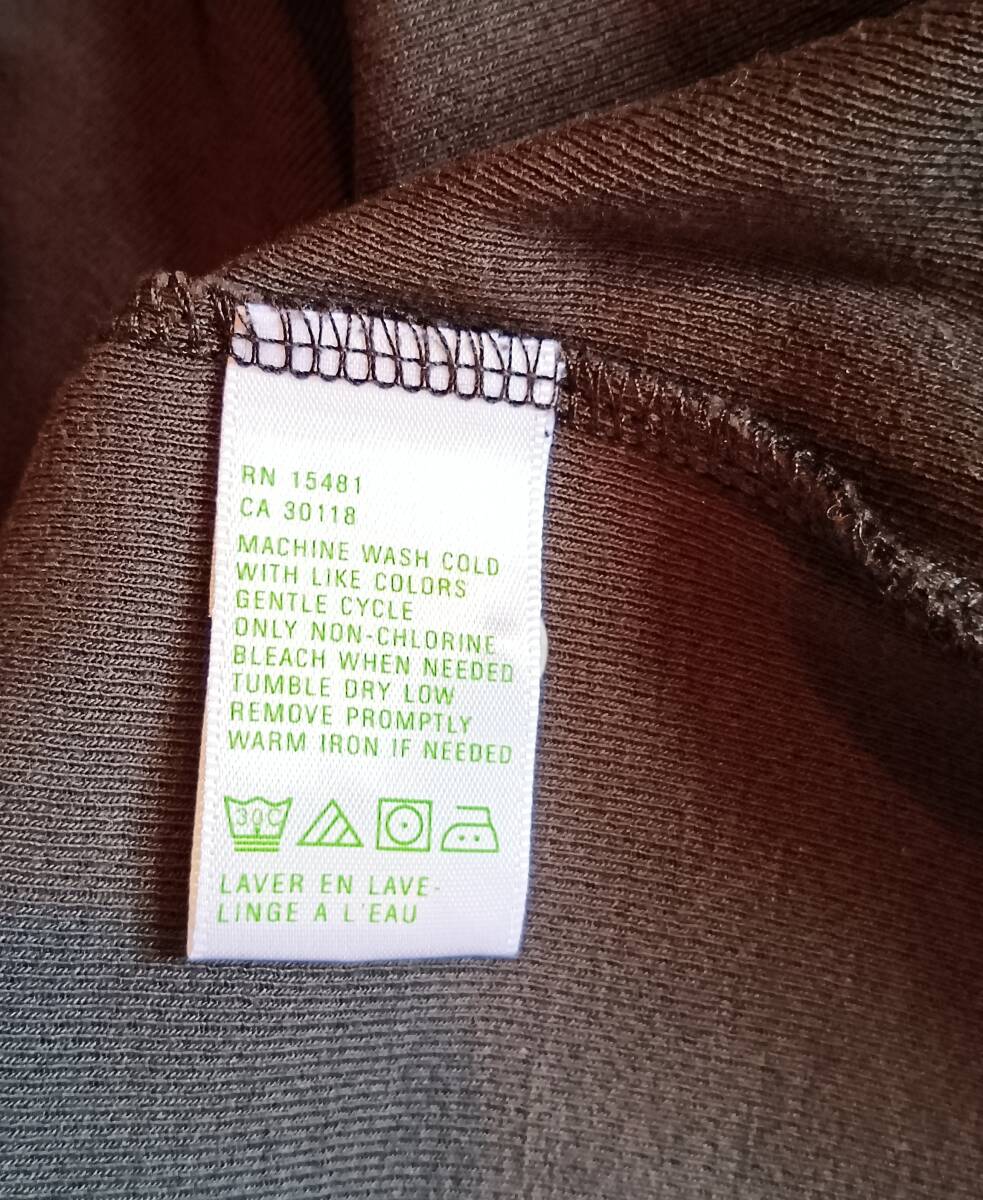 RN 15481
CA 30118
MACHINE WASH COLD
WITH LIKE COLORS
GENTLE CYCLE
ONLY NON-CHLORINE
BLEACH WHEN NEEDED
TUMBLE DRY LOW
REMOVE PROMPTLY
WARM IRON IF NEEDED
30C
LAVER EN LAVE-
LINGE A L'EAU